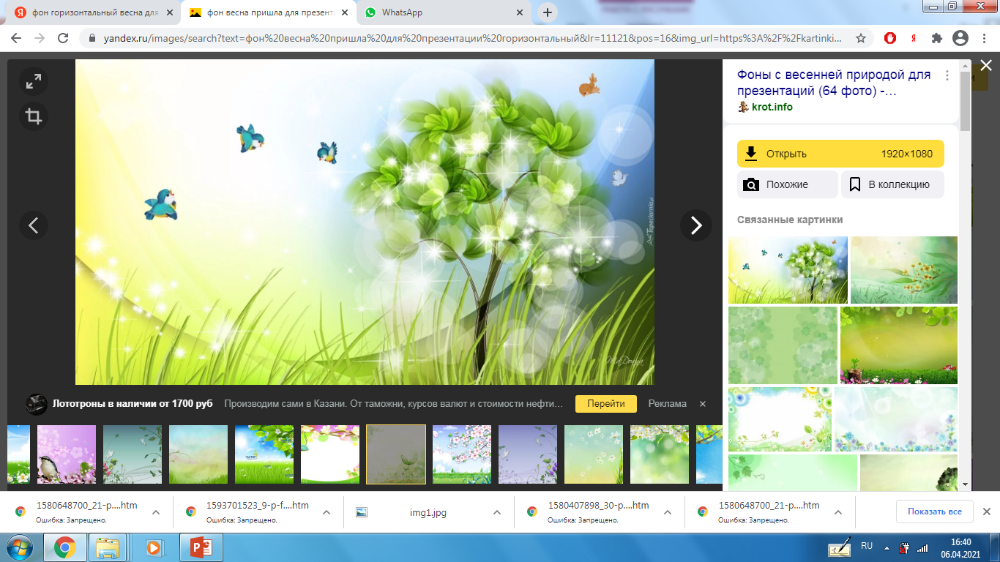 фон горизонтальный весна для
фон весна пришла для презента
WhatsApp
yandex.ru/images/search?text=фон%20весна%20пришла%20для%20презентации%20горизонтальный&lr=11121&pos=16&img_url=https%3A%2F%2Fkartinki...
Фоны с весенней природой для
презентаций (64 фото) -...
krot.info
Открыть 1920×1080
Похожие
В коллекцию
Связанные картинки
Tapeciarnia.pl
MaDonna
Лототроны в наличии от 1700 руб Производим сами в Казани. От таможни, курсов валют и стоимости нефти... Перейти Реклама
1580648700_21-p....htm
Ошибка: Запрещено.
1593701523_9-p-f....htm
Ошибка: Запрещено.
img1.jpg
1580407898_30-p....htm
Ошибка: Запрещено.
1580648700_21-p....htm
Ошибка: Запрещено.
Показать все
RU
16:40
06.04.2021